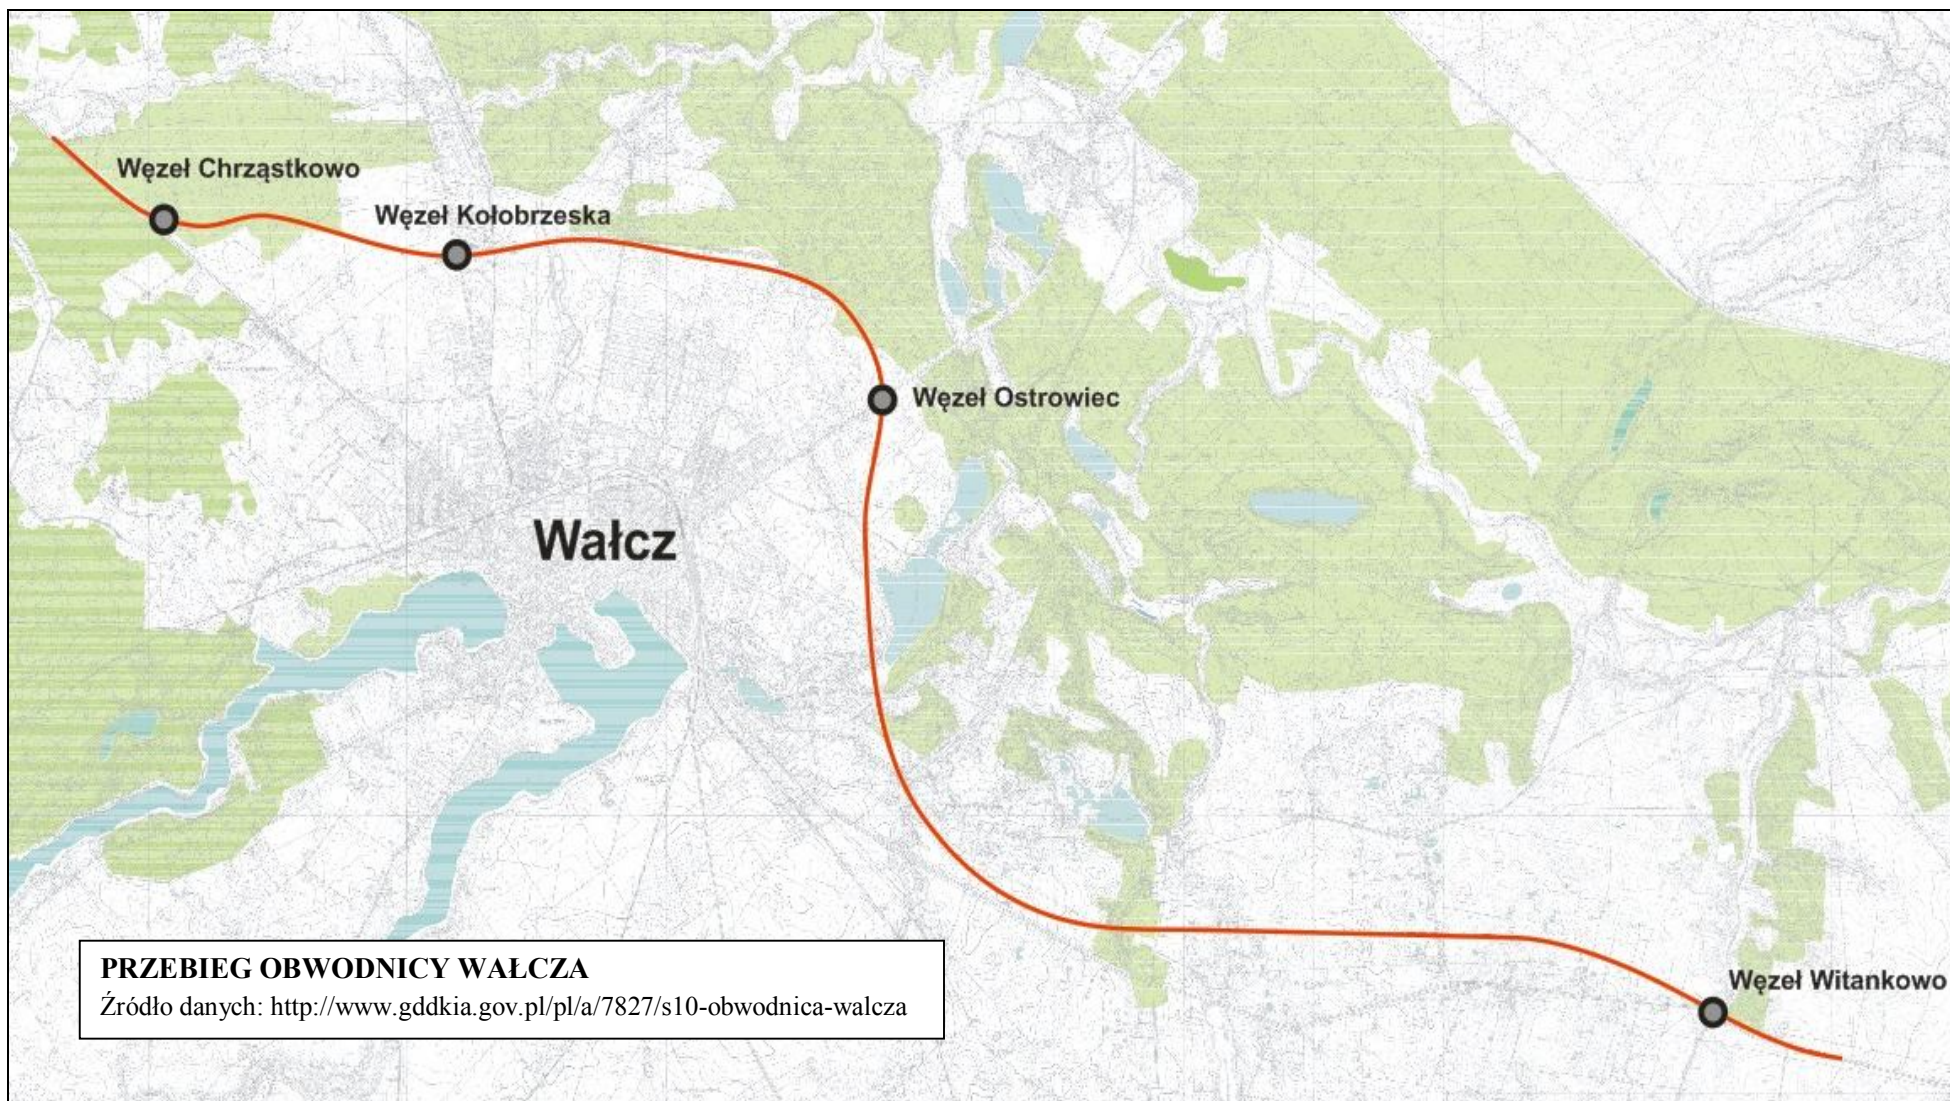 Węzeł Chrząstkowo
Węzeł Kołobrzeska
Węzeł Ostrowiec
Wałcz
PRZEBIEG OBWODNICY WAŁCZA
Źródło danych: http://www.gddkia.gov.pl/pl/a/7827/s10-obwodnica-walcza
Węzeł Witankowo